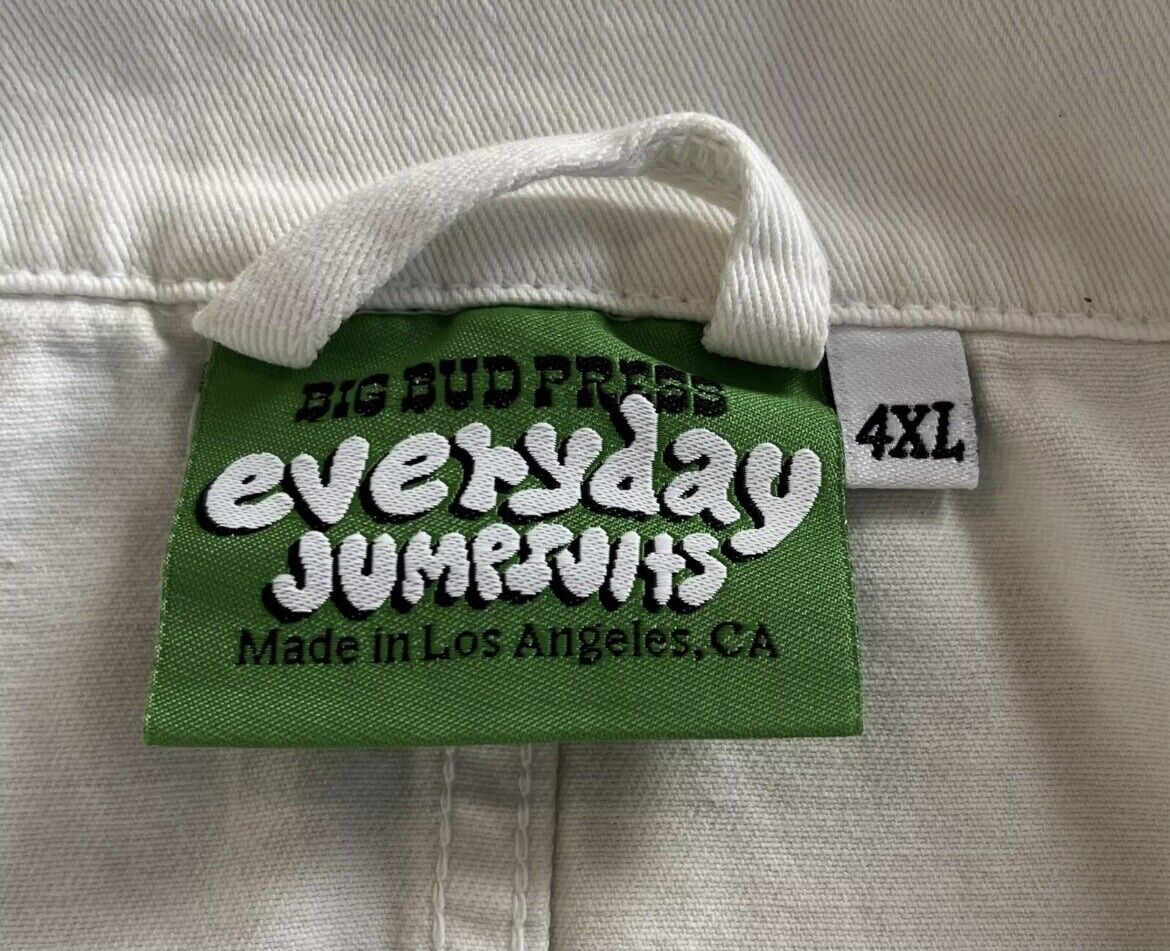 BIG BUD PRESS
everyday
JUMPSUITS
Made in Los Angeles, CA
4XL